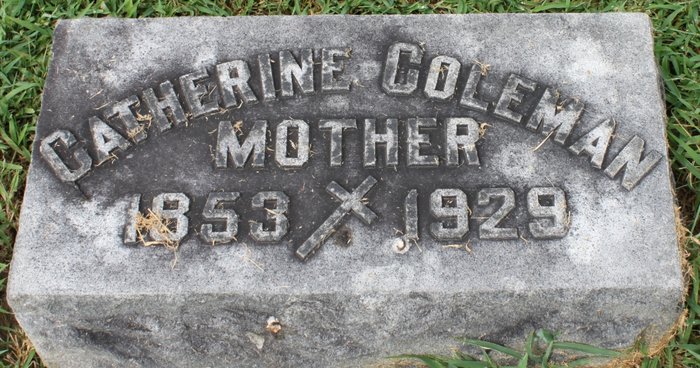 CATHERINE COLEMAN
MOTHER
1853 1929